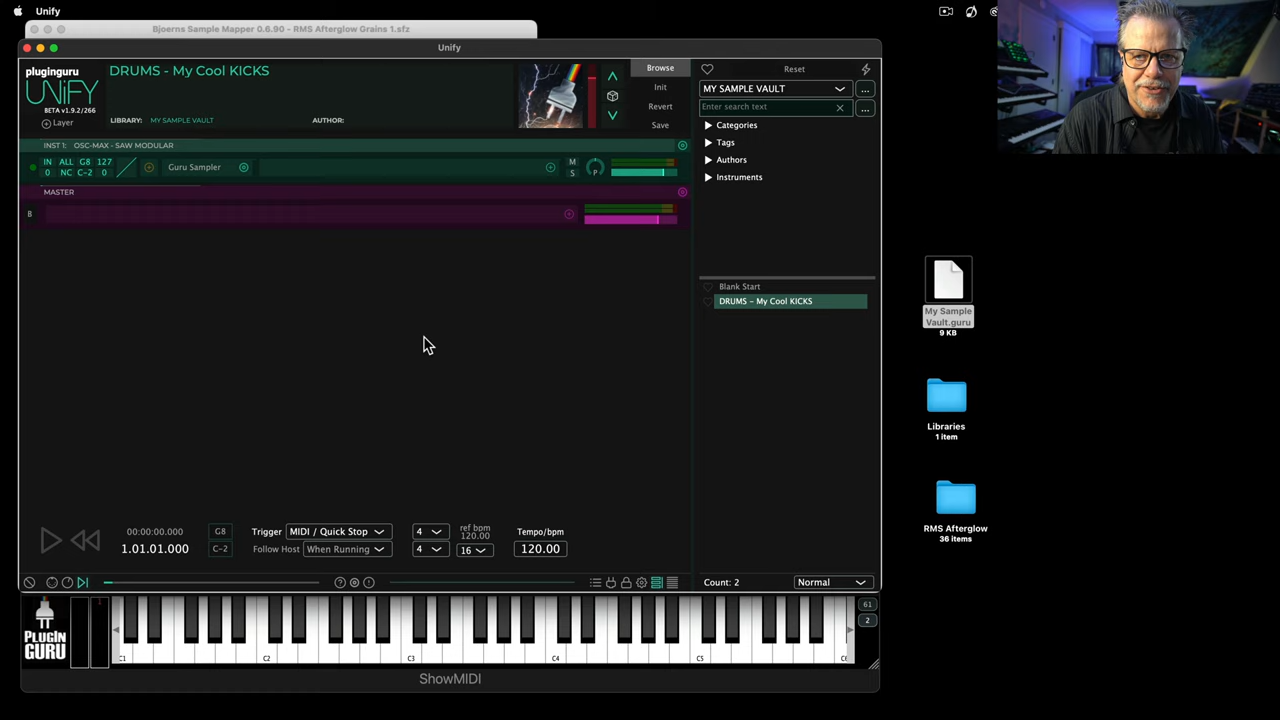 Unify
Bjoerns Sample Mapper 0.6.90 - RMS Afterglow Grains 1.sfz
Unify
pluginguru
UNiFY
BETA v1.9.2/266
Layer
DRUMS - My Cool KICKS
LIBRARY: MY SAMPLE VAULT AUTHOR:
Browse
Init
Revert
Save
Reset
MY SAMPLE VAULT
...
Enter search text
...
Categories
Tags
Authors
Instruments
INST 1: OSC-MAX - SAW MODULAR
IN ALL G8 127
0 NC C-2 0
Guru Sampler
M
S
P
MASTER
B
Blank Start
DRUMS - My Cool KICKS
My Sample
Vault.guru
9 KB
Libraries
1 item
RMS Afterglow
36 items
00:00:00.000
1.01.01.000
G8
C-2
Trigger MIDI / Quick Stop
Follow Host When Running
4
4
ref bpm
120.00
16
Tempo/bpm
120.00
Count: 2
Normal
PLUGIN
GURU
1
C1 C2 C3 C4 C5 C6
61
2
ShowMIDI